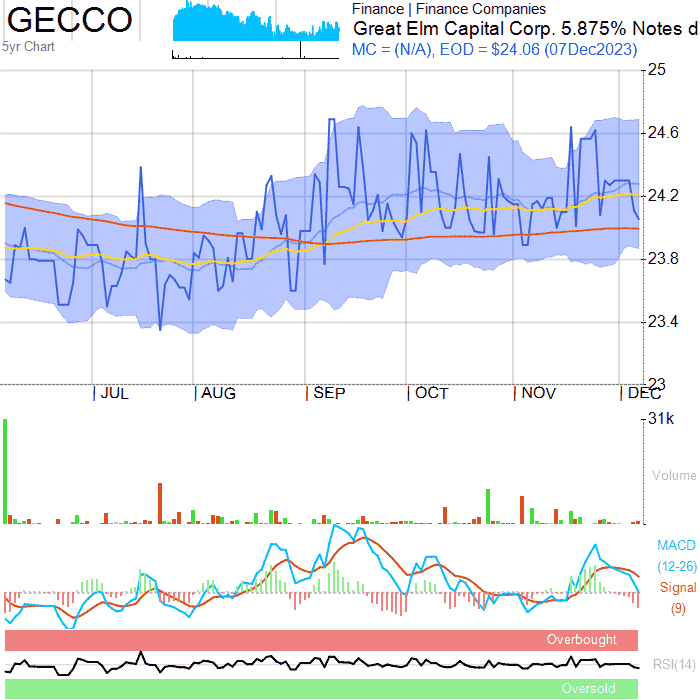 GECCO
Finance | Finance Companies
Great Elm Capital Corp. 5.875% Notes d
5yr Chart
MC = (N/A), EOD = $24.06 (07Dec2023)
25
24.6
24.2
23.8
23.4
23
JUL AUG SEP OCT NOV DEC
31k
Volume
MACD
(12-26)
Signal
(9)
Overbought
RSI(14)
Oversold